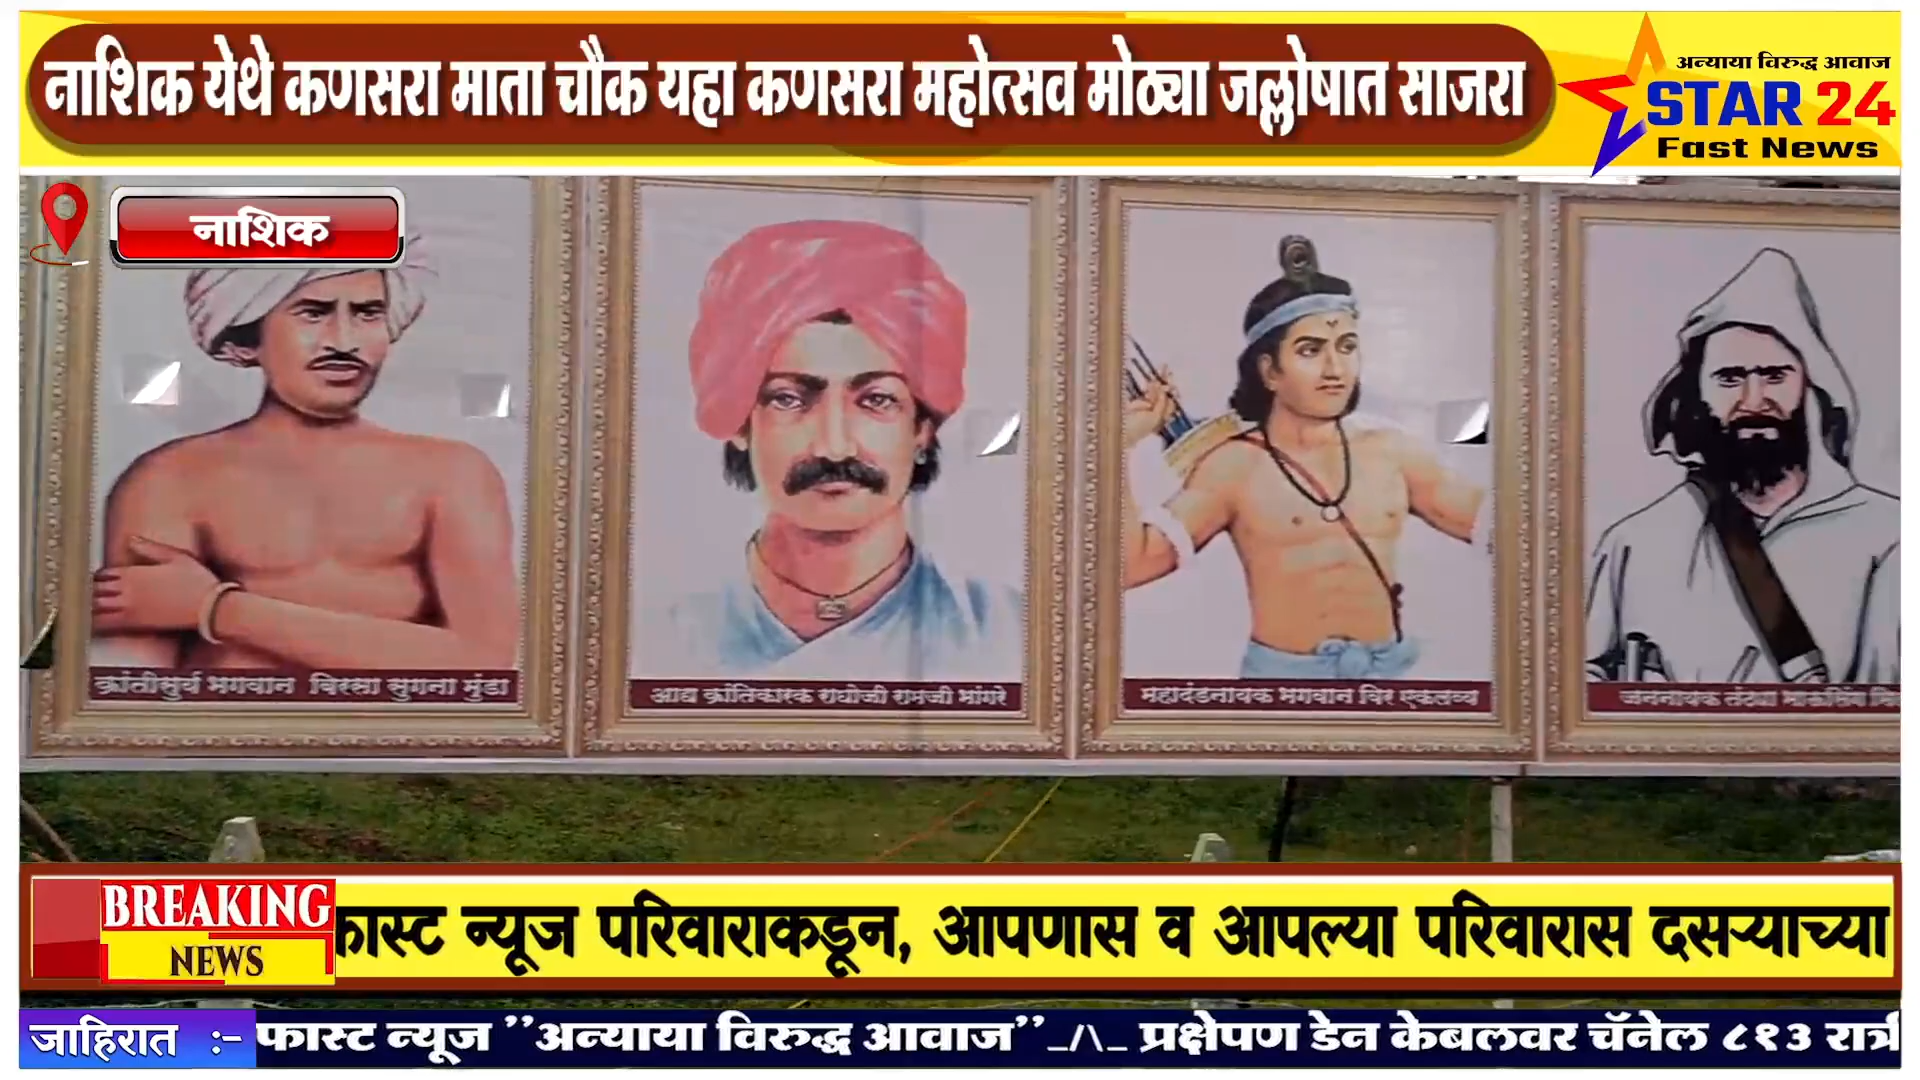 नाशिक येथे कणसरा माता चौक यहा कणसरा महोत्सव मोठ्या जल्लोषात साजरा
अन्याया विरुद्ध आवाज
STAR 24
Fast News
नाशिक
क्रांतीसुर्य भगवान बिरसा सुगना मुंडा
आद्य क्रांतिकारक राघोजी रामजी भांगरे
महादंडनायक भगवान विर एकलव्य
जननायक तंट्या
BREAKING
NEWS
फास्ट न्यूज परिवाराकडून, आपणास व आपल्या परिवारास दसऱ्याच्या
जाहिरात :-
फास्ट न्यूज ”अन्याया विरुद्ध आवाज” _/\_ प्रक्षेपण डेन केबलवर चॅनेल ८१३ रात्री